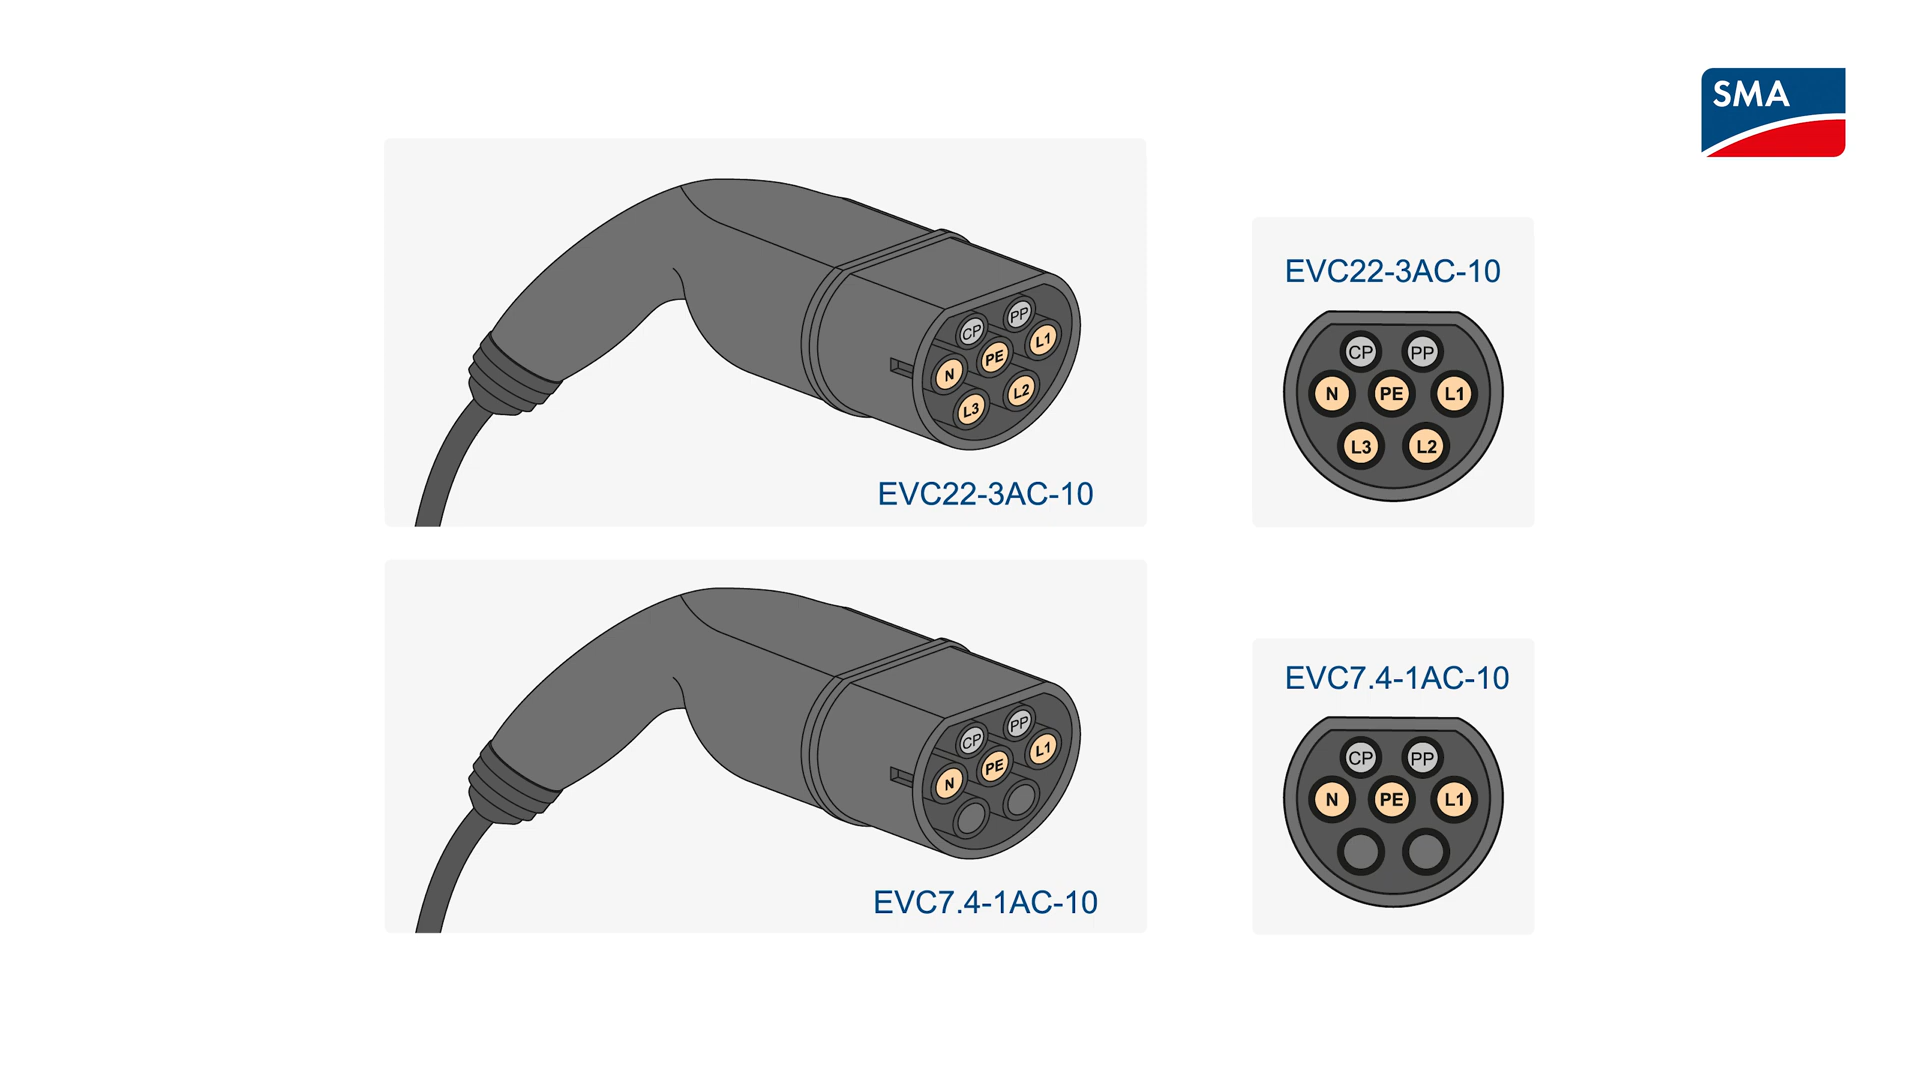 SMA
CP PP
N PE L1
L3 L2
EVC22-3AC-10
EVC22-3AC-10
CP PP
N PE L1
L3 L2
CP PP
N PE L1
EVC7.4-1AC-10
EVC7.4-1AC-10
CP PP
N PE L1